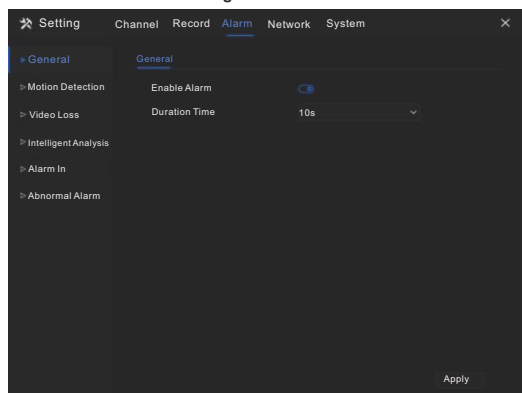 Setting Channel Record Alarm Network System
General
Motion Detection
Video Loss
Intelligent Analysis
Alarm In
Abnormal Alarm
General
Enable Alarm
Duration Time 10s
Apply